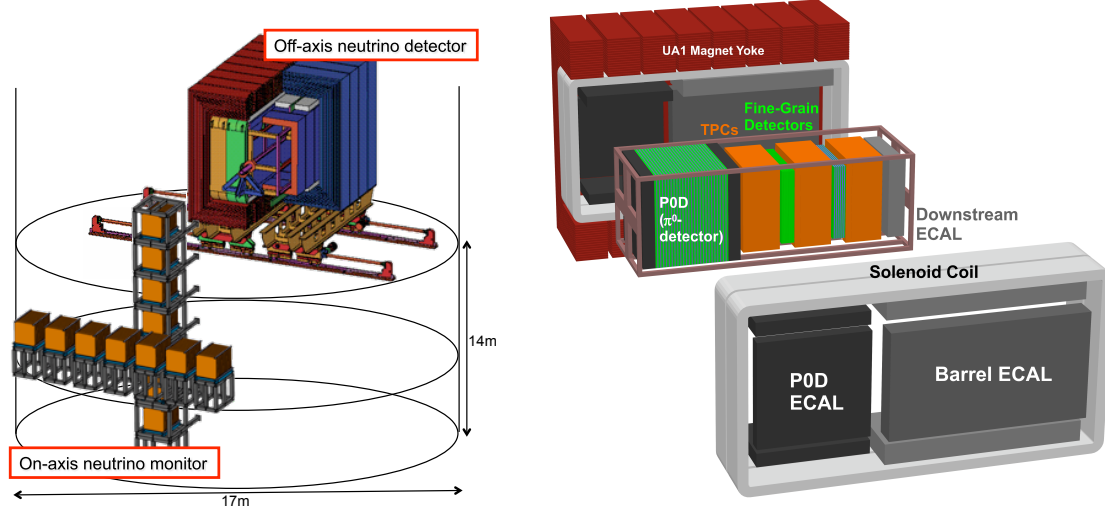 Off-axis neutrino detector
14m
On-axis neutrino monitor
17m
UA1 Magnet Yoke
Fine-Grain
Detectors
TPCs
P0D
(π⁰-
detector)
Downstream
ECAL
Solenoid Coil
P0D
ECAL
Barrel ECAL